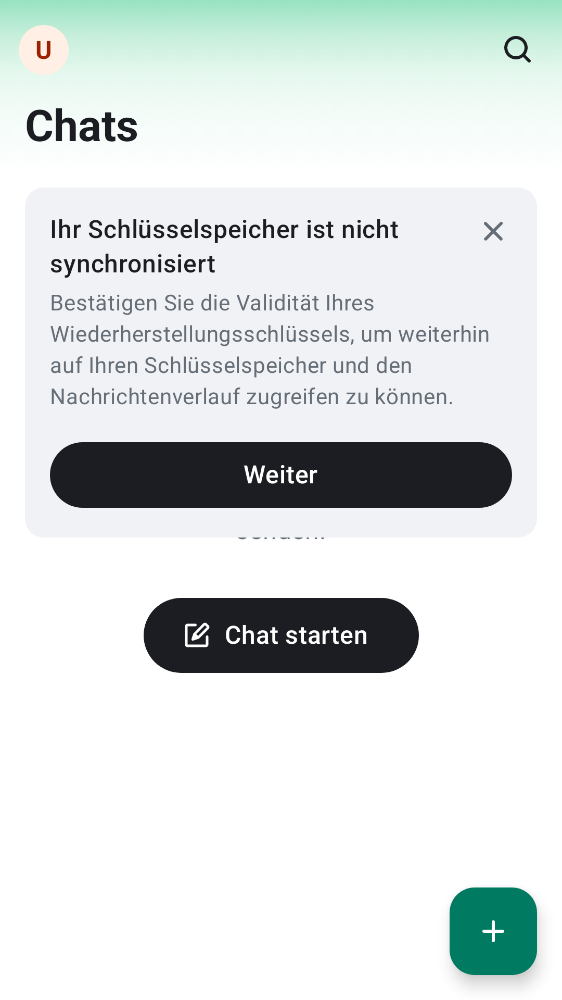 U
Chats
Ihr Schlüsselspeicher ist nicht
synchronisiert
Bestätigen Sie die Validität Ihres
Wiederherstellungsschlüssels, um weiterhin
auf Ihren Schlüsselspeicher und den
Nachrichtenverlauf zugreifen zu können.
Weiter
Chat starten